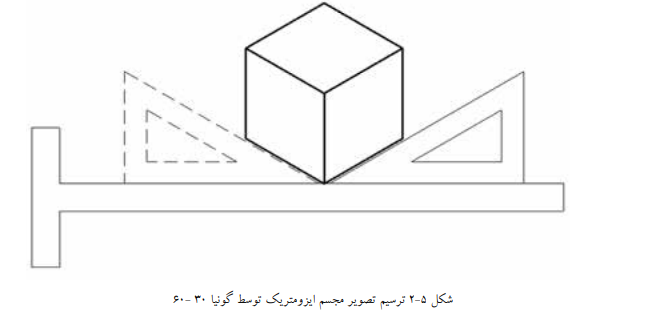 شکل ۵-۲ ترسیم تصویر مجسم ایزومتریک توسط گونیا ۳۰ -۶۰